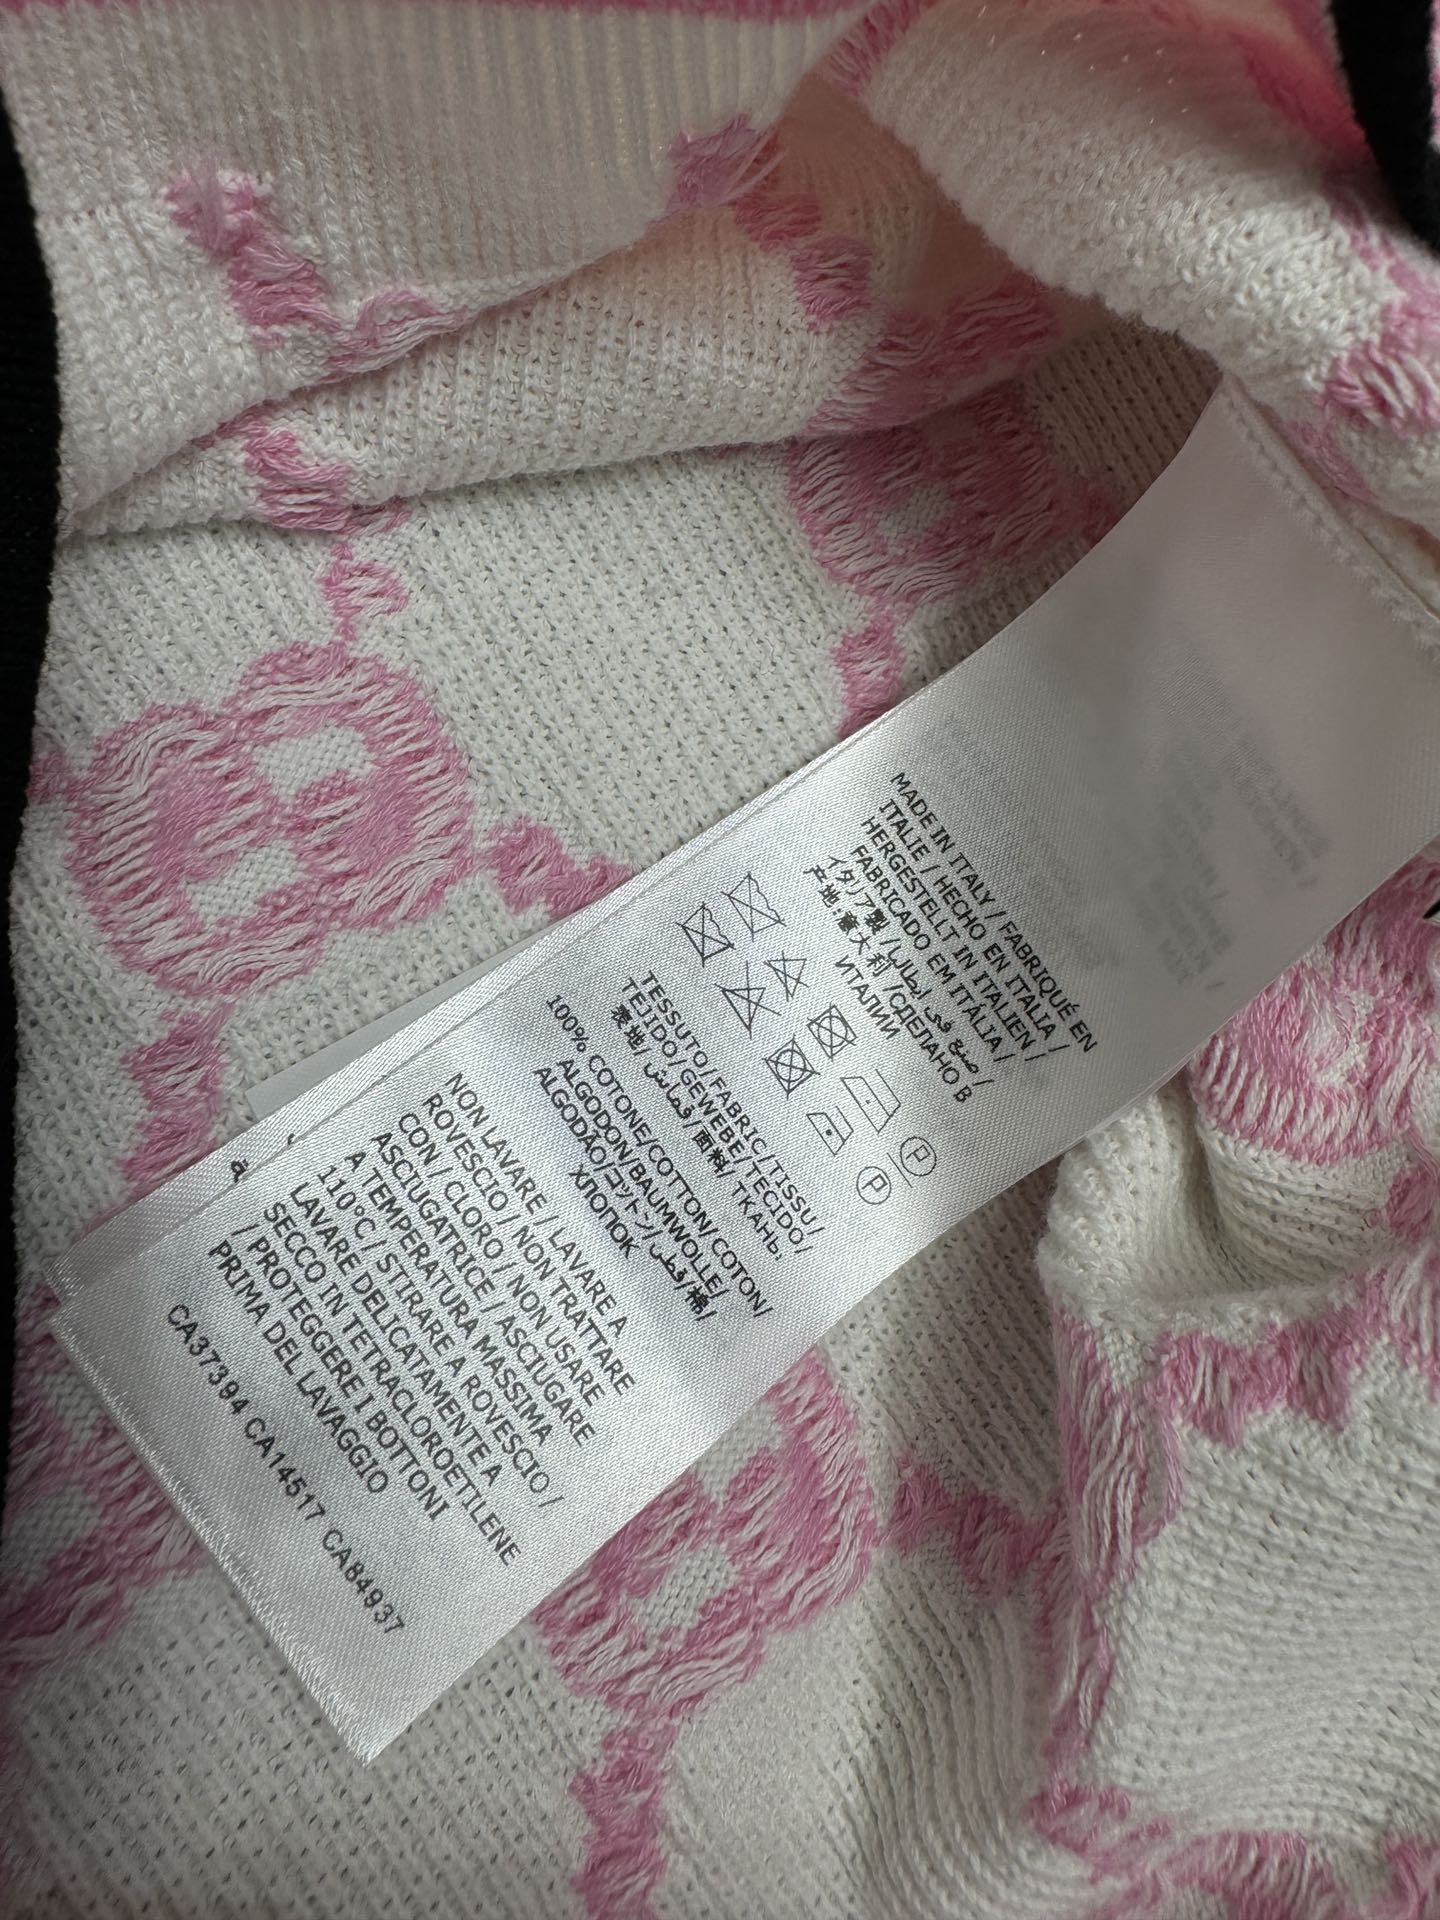 MADE IN ITALY / FABRIQUÉ EN
ITALIE / HECHO EN ITALIA /
HERGESTELLT IN ITALIEN /
FABRICADO EM ITÁLIA /
イタリア製 / صنع في إيطاليا /
产地:意大利 /СДЕЛАНО В
ИТАЛИИ
P
P
TESSUTO/FABRIC/TISSU/
TEJIDO/GEWEBE/TECIDO/
表地/قماش/面料/ ТКАНЬ:
100% COTONE/COTTON/COTON/
ALGODON/BAUMWOLLE/
ALGODÃO/コットン/قطن/棉/
ХЛОПОК
NON LAVARE / LAVARE A
ROVESCIO / NON TRATTARE
CON / CLORO / NON USARE
ASCIUGATRICE / ASCIUGARE
A TEMPERATURA MASSIMA
110°C / STIRARE A ROVESCIO /
LAVARE DELICATAMENTE A
SECCO IN TETRACLOROETILENE
/ PROTEGGERE I BOTTONI
PRIMA DEL LAVAGGIO
CA37394 CA14517 CA84937